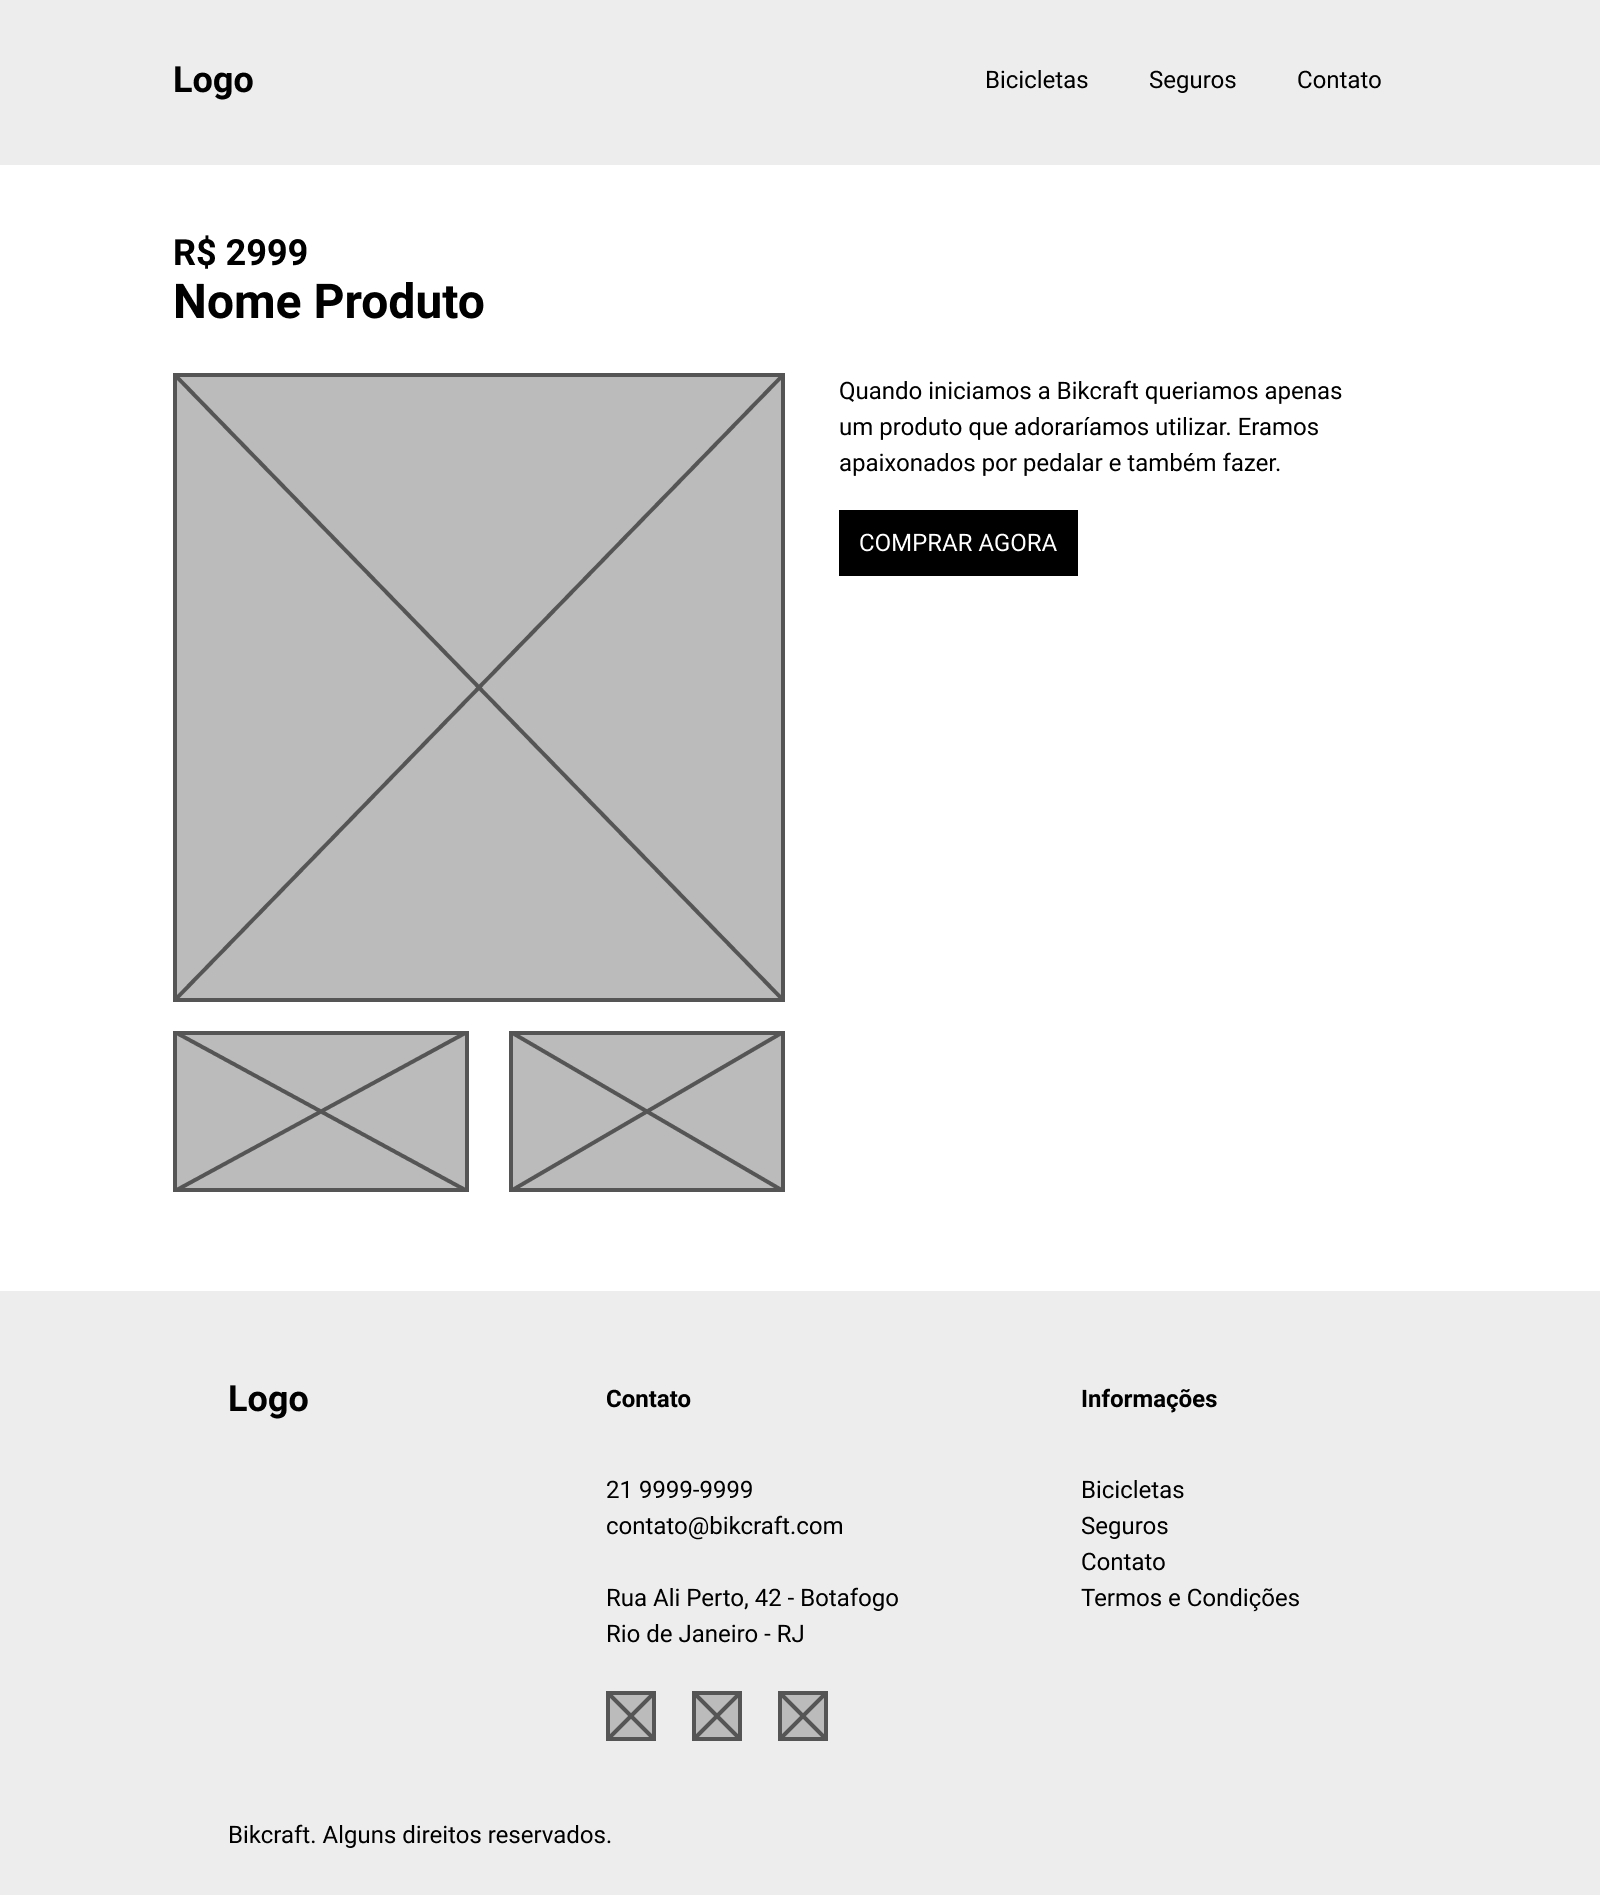 Logo
Bicicletas
Seguros
Contato
R$ 2999
Nome Produto
Quando iniciamos a Bikcraft queriamos apenas
um produto que adoraríamos utilizar. Eramos
apaixonados por pedalar e também fazer.
COMPRAR AGORA
Logo
Contato
21 9999-9999
contato@bikcraft.com
Rua Ali Perto, 42 - Botafogo
Rio de Janeiro - RJ
Informações
Bicicletas
Seguros
Contato
Termos e Condições
Bikcraft. Alguns direitos reservados.